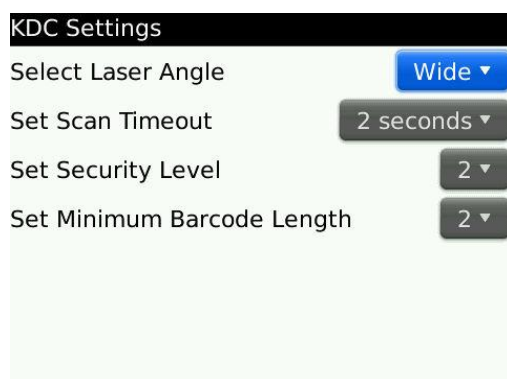 KDC Settings
Select Laser Angle Wide
Set Scan Timeout 2 seconds
Set Security Level 2
Set Minimum Barcode Length 2